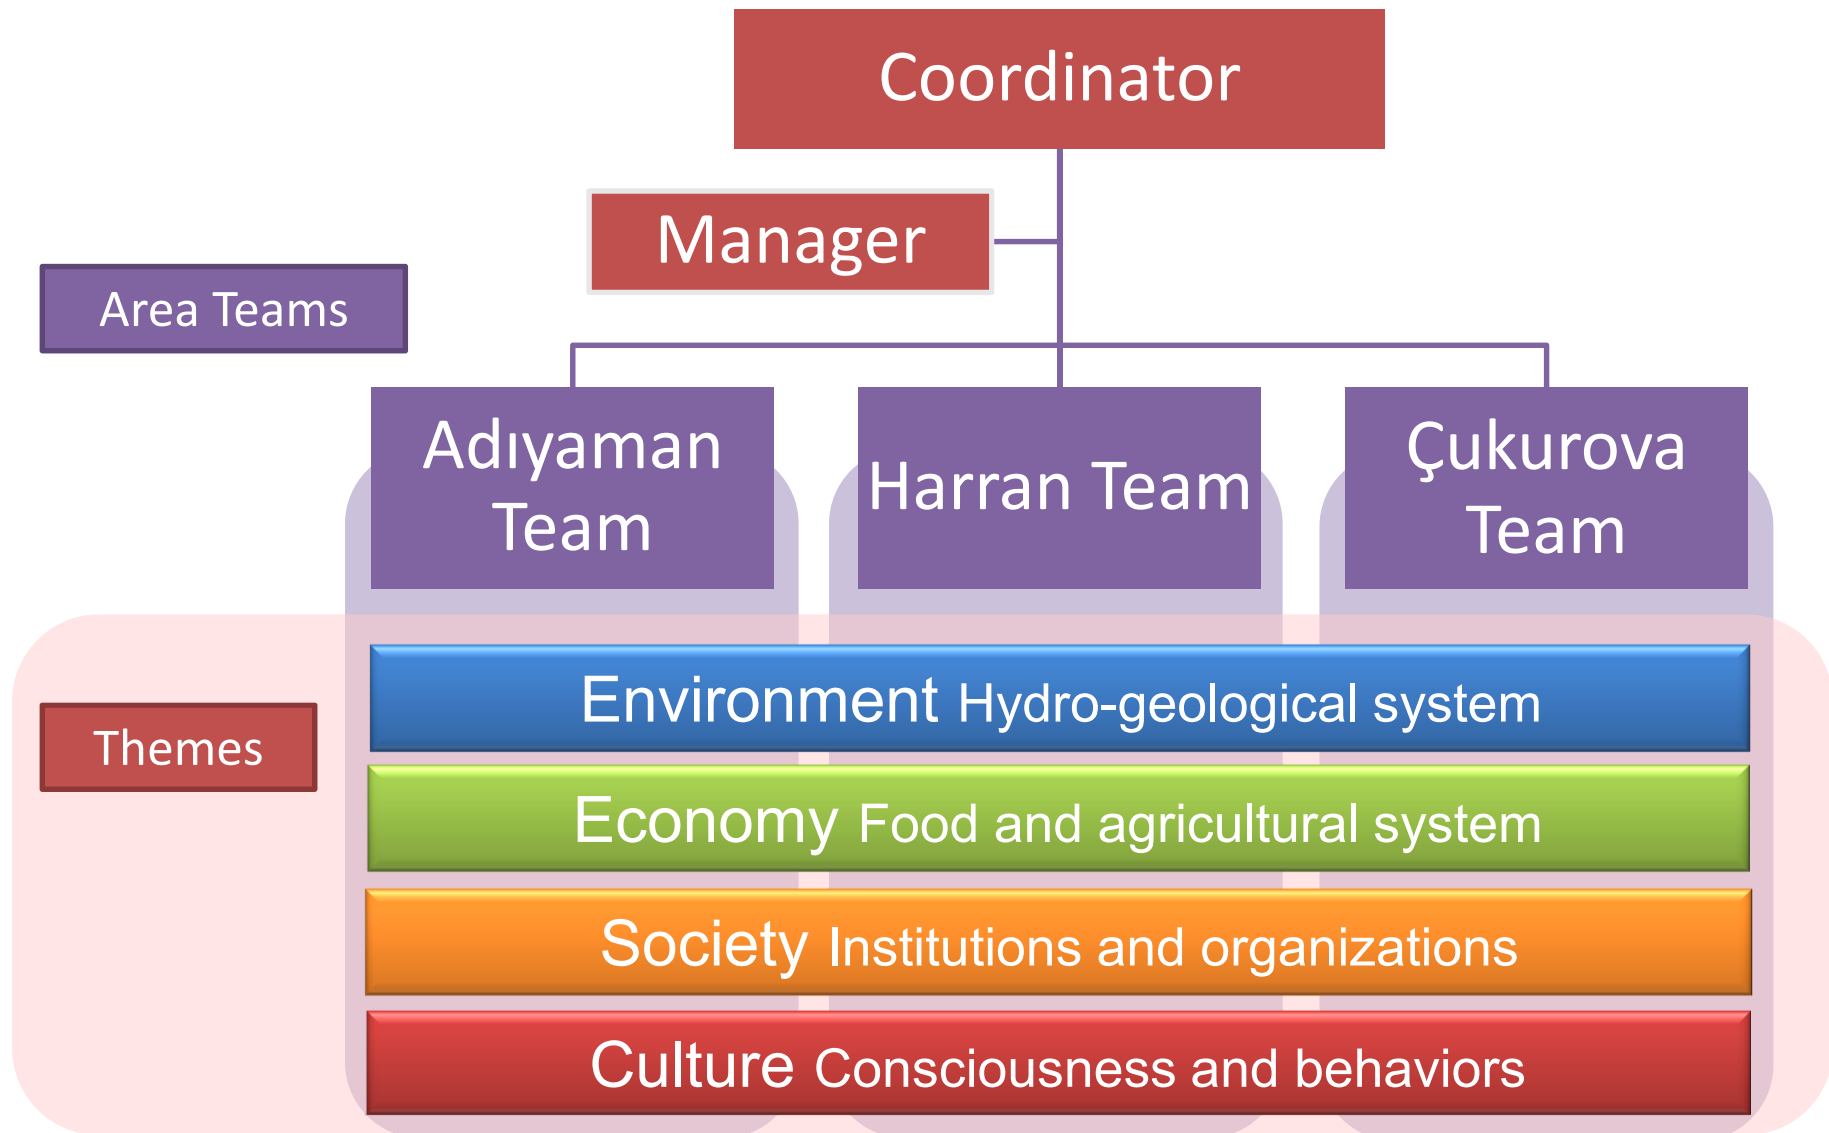 Coordinator
Manager
Area Teams
Adıyaman
Team
Harran Team
Çukurova
Team
Themes
Environment Hydro-geological system
Economy Food and agricultural system
Society Institutions and organizations
Culture Consciousness and behaviors